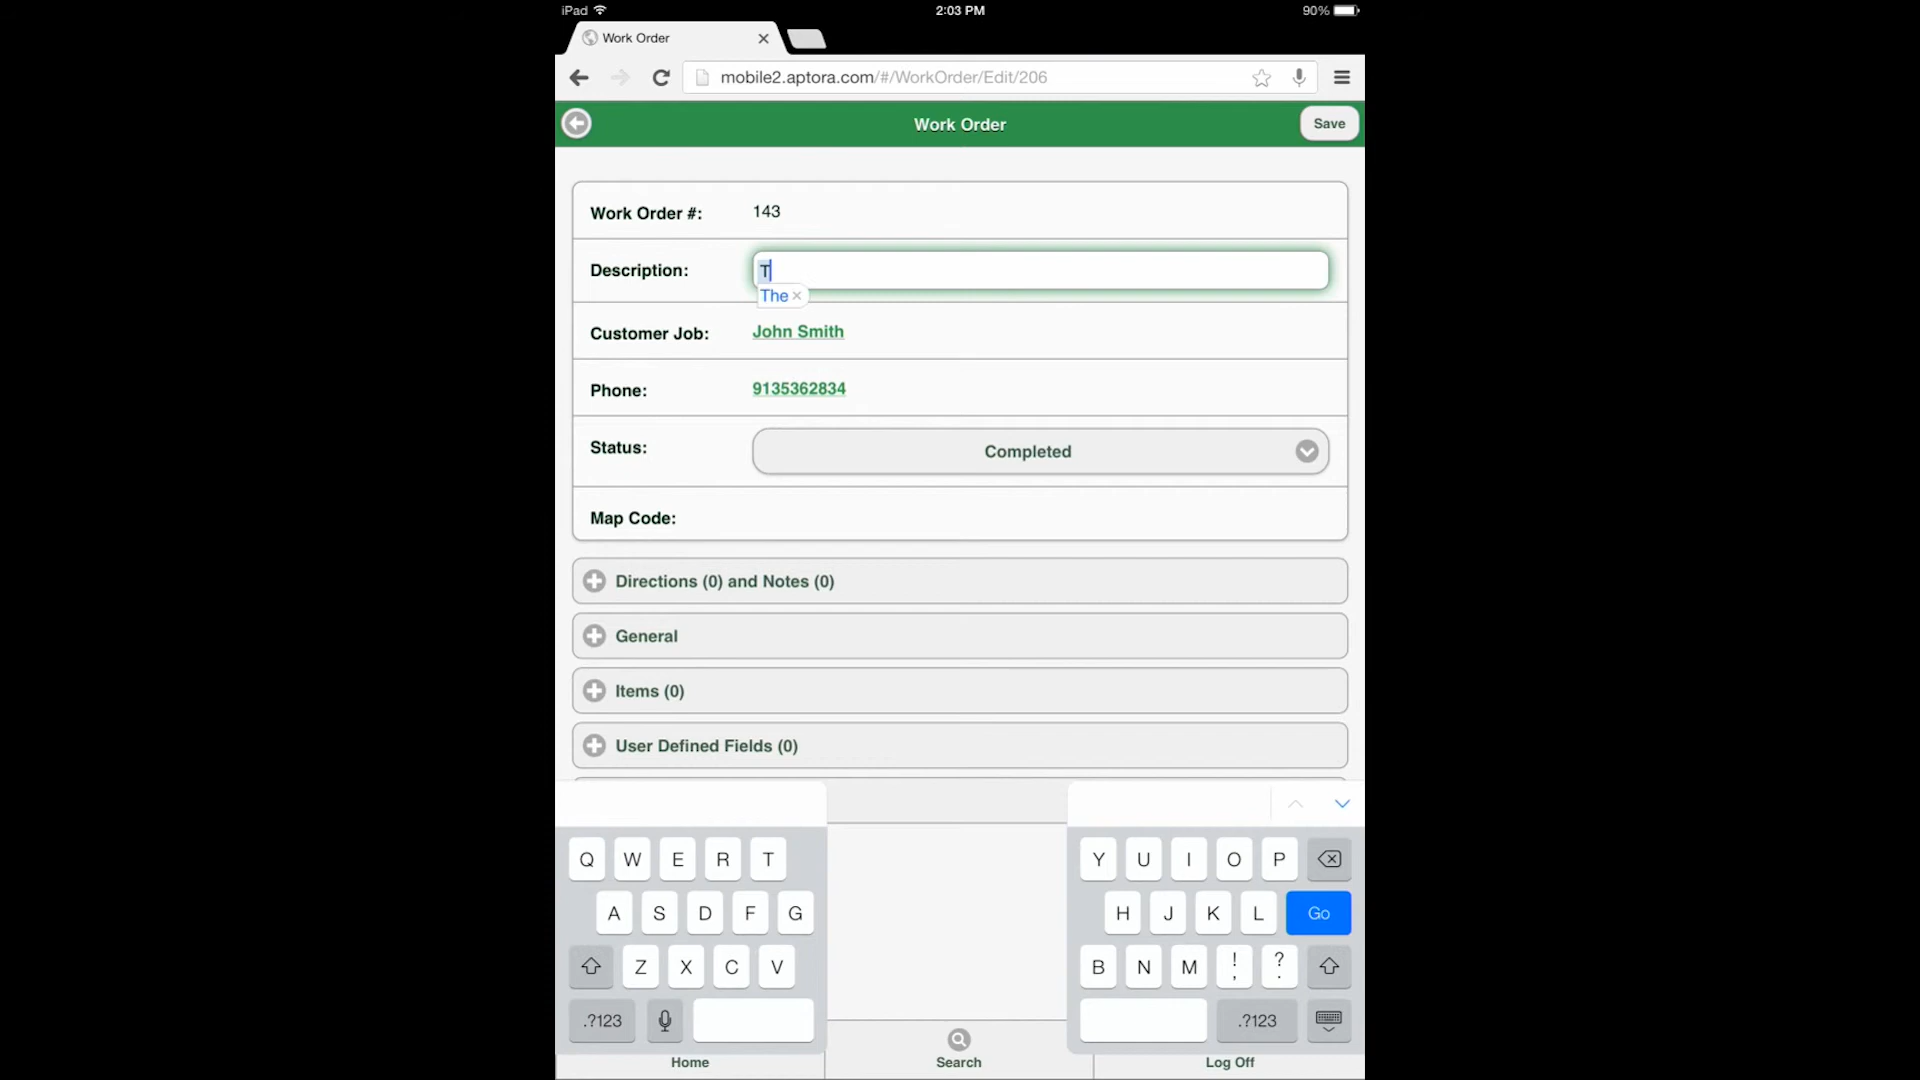 iPad 2:03 PM 90%
Work Order
mobile2.aptora.com/#/WorkOrder/Edit/206
Work Order Save
Work Order #: 143
Description: T
The
Customer Job: John Smith
Phone: 9135362834
Status: Completed
Map Code:
Directions (0) and Notes (0)
General
Items (0)
User Defined Fields (0)
Q W E R T Y U I O P
A S D F G H J K L Go
Z X C V B N M ! , ? .
.?123 .?123
Home Search Log Off